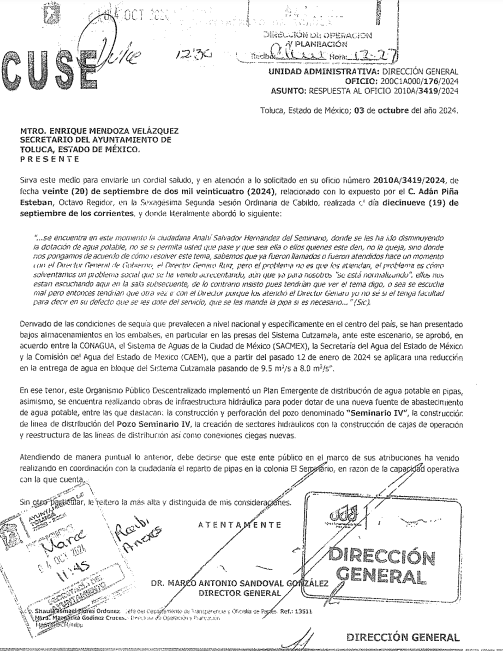 04 OCT 2024
12:30
DIRECCIÓN DE OPERACIÓN
Y PLANEACIÓN
Hora: 12:27
CUSE
UNIDAD ADMINISTRATIVA: DIRECCIÓN GENERAL
OFICIO: 200C1A000/176/2024
ASUNTO: RESPUESTA AL OFICIO 2010A/3419/2024
Toluca, Estado de México; 03 de octubre del año 2024.
MTRO. ENRIQUE MENDOZA VELÁZQUEZ
SECRETARIO DEL AYUNTAMIENTO DE
TOLUCA, ESTADO DE MÉXICO.
P R E S E N T E
Sirva este medio para enviarle un cordial saludo, y en atención a lo solicitado en su oficio número 2010A/3419/2024,
de fecha veinte (20) de septiembre de dos mil veinticuatro (2024), relacionado con lo expuesto por el C. Adán Piña
Esteban, Octavo Regidor, en la Sexagésima Segunda Sesión Ordinaria de Cabildo, realizada el día diecinueve (19) de
septiembre de los corrientes, y donde literalmente abordó lo siguiente:
"...se encuentra en este momento la ciudadana Anahí Salvador Hernández del Seminario, donde se les ha ido disminuyendo
la dotación de agua potable, no se si permita usted que pase y que sea ella o ellos quienes este den, no la queja, sino donde
nos pongamos de acuerdo de cómo resolver este tema, sabemos que ya fueron llamados o fueron atendidos hace un momento
con el Director General de Gobierno, el Director Genaro Ruiz, pero el problema no es que los atiendan, el problema es cómo
solventamos un problema social que se ha venido acrecentando, aún que ya para nosotros "se está normalizando", ellos nos
están escuchando aquí en la sala subsecuente, de lo contrario insisto pues tendrían que ver el tema digo, o sea se escucha
mal pero entonces tendrían que otra vez ir con el Director porque los atendió el Director Genaro yo no sé si él tenga facultad
para decir en su defecto que se les dote del servicio, que se les mande la pipa si es necesario..." (Sic).
Derivado de las condiciones de sequía que prevalecen a nivel nacional y específicamente en el centro del país, se han presentado
bajos almacenamientos en los embalses, en particular en las presas del Sistema Cutzamala, ante este escenario, se aprobó, en
acuerdo entre la CONAGUA, el Sistema de Aguas de la Ciudad de México (SACMEX), la Secretaría del Agua del Estado de México
y la Comisión del Agua del Estado de México (CAEM), que a partir del pasado 12 de enero de 2024 se aplicara una reducción
en la entrega de agua en bloque del Sistema Cutzamala pasando de 9.5 m³/s a 8.0 m³/s.
En ese tenor, este Organismo Público Descentralizado implementó un Plan Emergente de distribución de agua potable en pipas,
asimismo, se encuentra realizando obras de infraestructura hidráulica para poder dotar de una nueva fuente de abastecimiento
de agua potable, entre las que destacan: la construcción y perforación del pozo denominado "Seminario IV", la construcción
de línea de distribución del Pozo Seminario IV, la creación de sectores hidráulicos con la construcción de cajas de operación
y reestructura de las líneas de distribución así como conexiones ciegas nuevas.
Atendiendo de manera puntual lo anterior, debe decirse que este ente público en el marco de sus atribuciones ha venido
realizando en coordinación con la ciudadanía el reparto de pipas en la colonia El Seminario, en razon de la capacidad operativa
con la que cuenta.
Sin otro particular, le reitero la más alta y distinguida de mis consideraciones.
A T E N T A M E N T E
Marco
04 OCT 2024
11:45
Recibí
Anexos
DR. MARCO ANTONIO SANDOVAL GONZÁLEZ
DIRECTOR GENERAL
DIRECCIÓN
GENERAL
Jefe del Departamento de Transparencia y Oficialía de Partes Ref.: 13511
Mara. Margarita Godínez Cruces. Directora de Operación y Planeación
DIRECCIÓN GENERAL